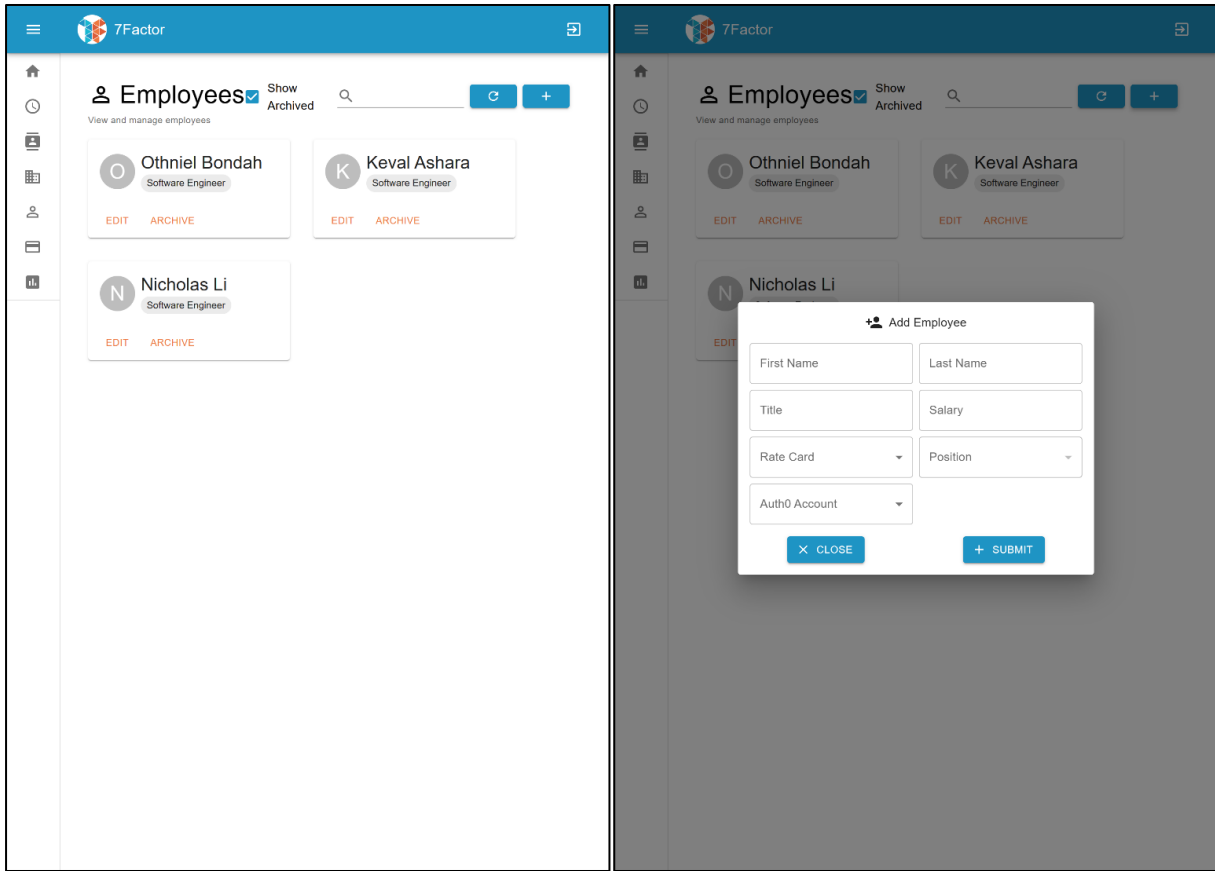 7Factor
Employees
Show
Archived
View and manage employees
O
Othniel Bondah
Software Engineer
EDIT ARCHIVE
K
Keval Ashara
Software Engineer
EDIT ARCHIVE
N
Nicholas Li
Software Engineer
EDIT ARCHIVE
7Factor
Employees
Show
Archived
View and manage employees
O
Othniel Bondah
Software Engineer
EDIT ARCHIVE
K
Keval Ashara
Software Engineer
EDIT ARCHIVE
N
Nicholas Li
EDIT
Add Employee
First Name
Last Name
Title
Salary
Rate Card
Position
Auth0 Account
CLOSE
SUBMIT